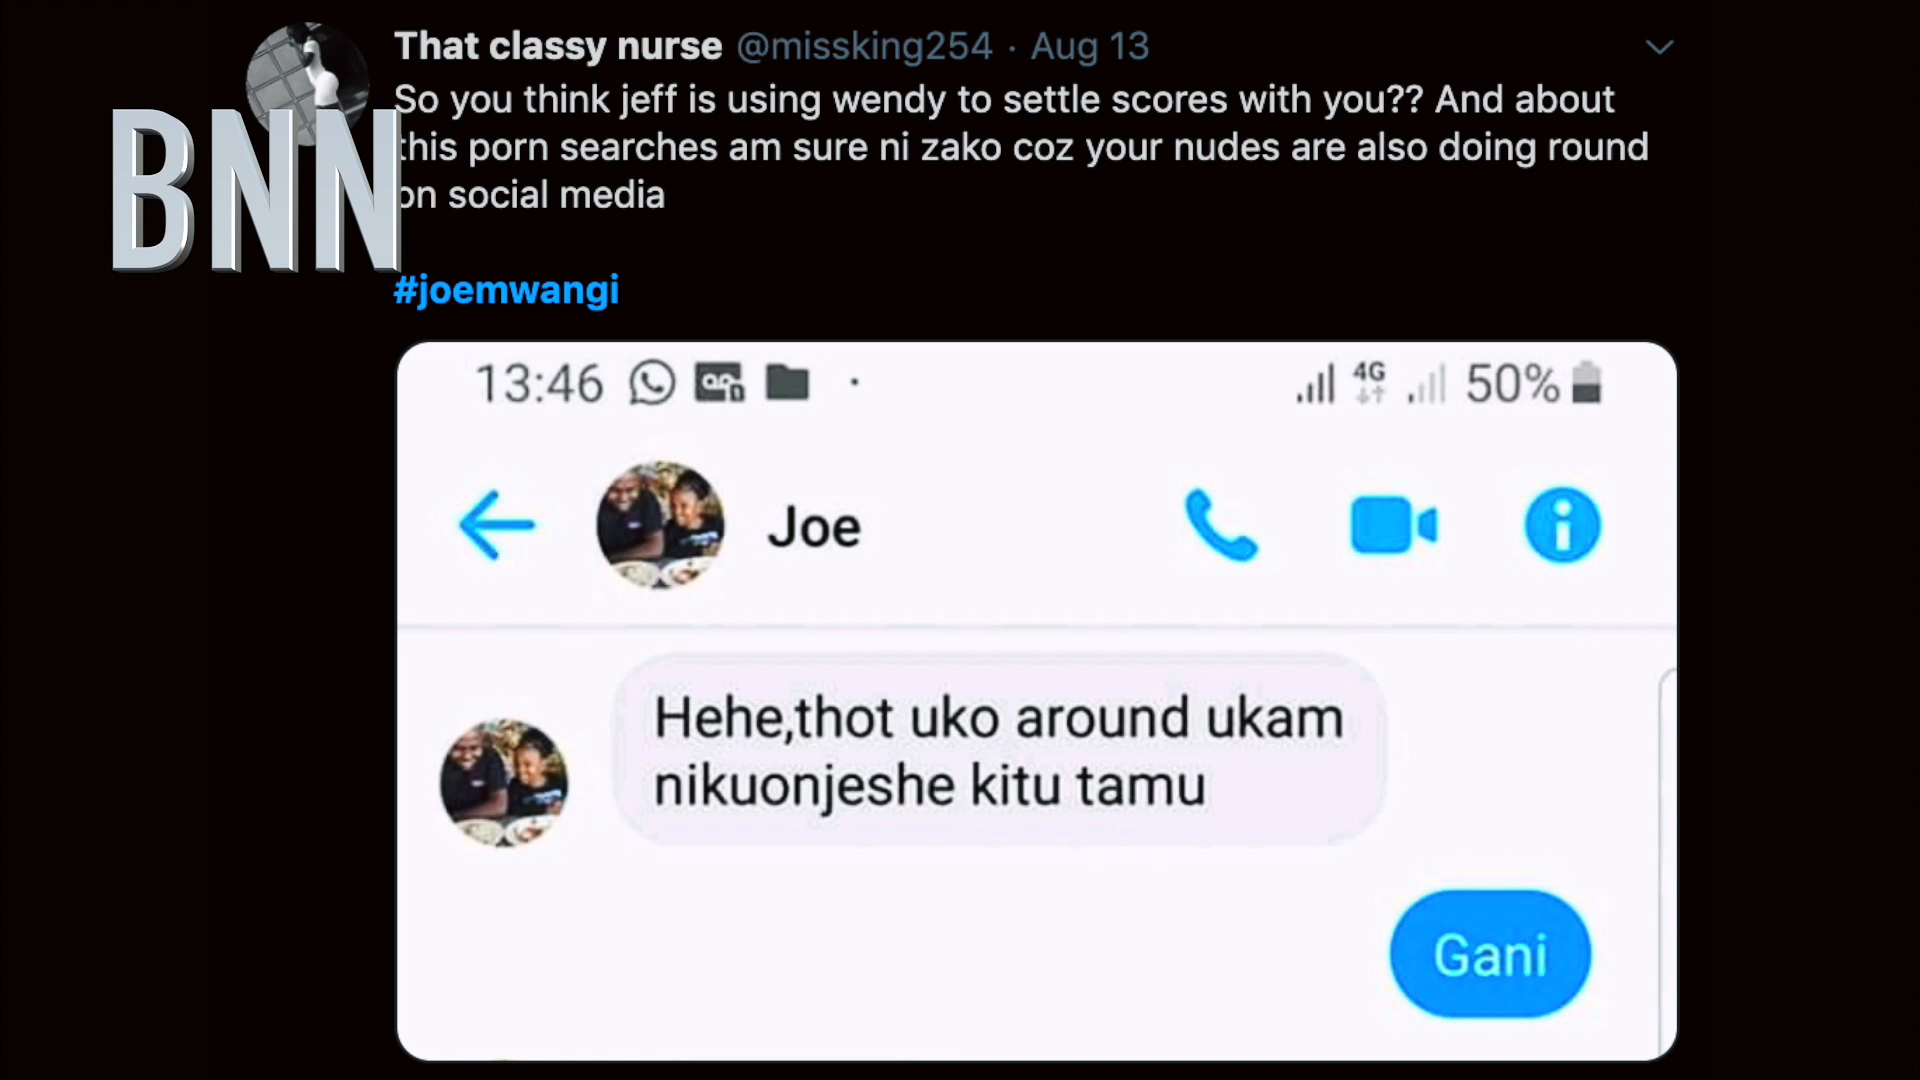 That classy nurse @missking254 · Aug 13
So you think jeff is using wendy to settle scores with you?? And about
this porn searches am sure ni zako coz your nudes are also doing round
on social media
BNN
#joemwangi
13:46 4G 50%
Joe
Hehe,thot uko around ukam
nikuonjeshe kitu tamu
Gani